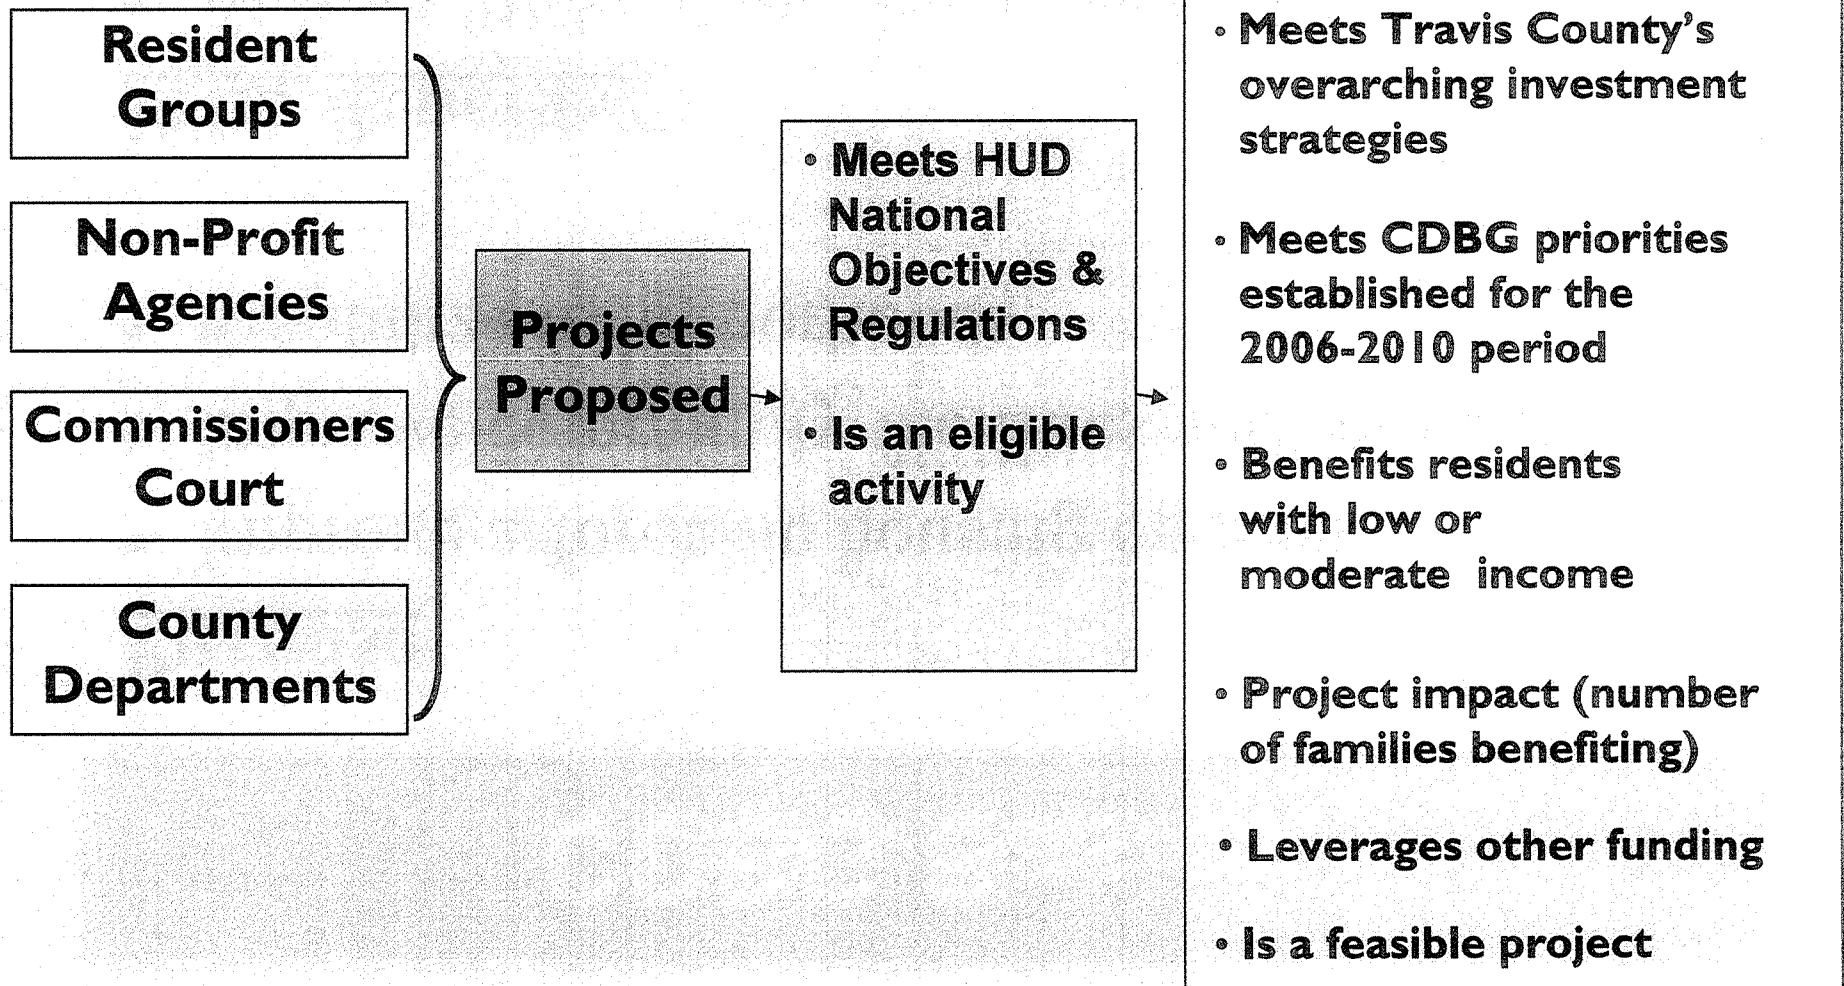 Resident
Groups
Non-Profit
Agencies
Commissioners
Court
County
Departments
Projects
Proposed
• Meets HUD
National
Objectives &
Regulations
• Is an eligible
activity
• Meets Travis County's
overarching investment
strategies
• Meets CDBG priorities
established for the
2006-2010 period
• Benefits residents
with low or
moderate income
• Project impact (number
of families benefiting)
• Leverages other funding
• Is a feasible project